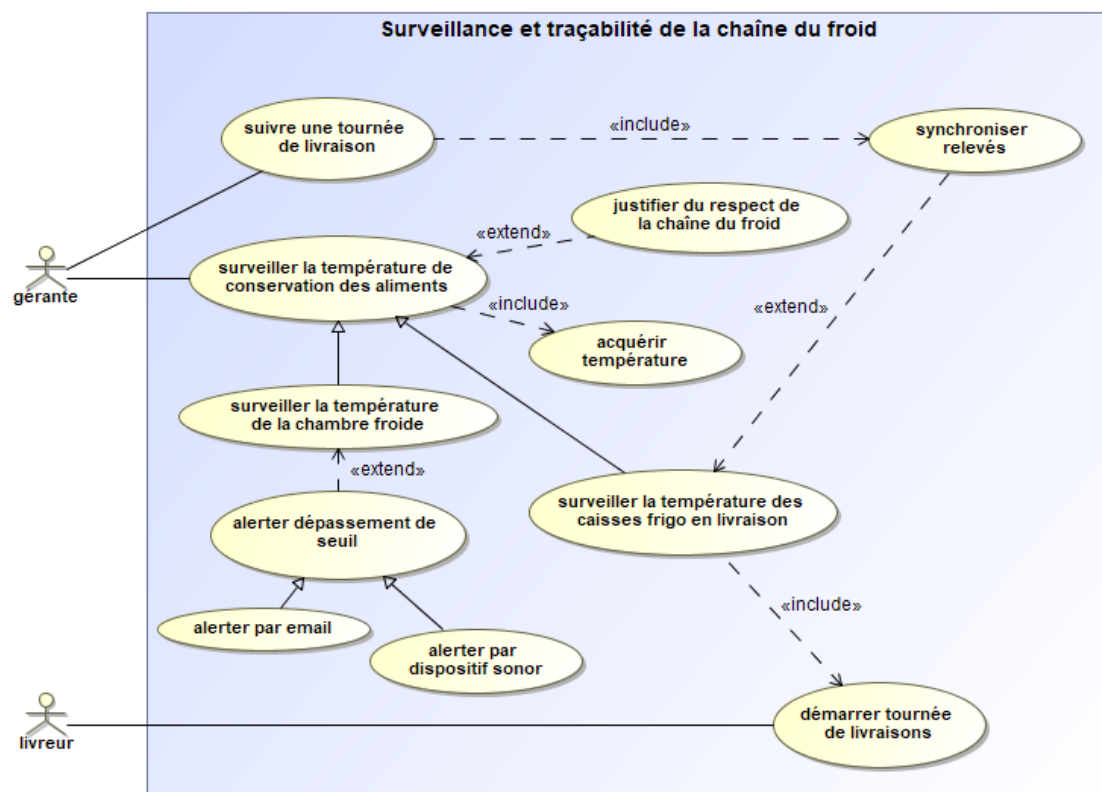 Surveillance et traçabilité de la chaîne du froid
suivre une tournée
de livraison
«include»
synchroniser
relevés
justifier du respect de
la chaîne du froid
«extend»
surveiller la température de
conservation des aliments
gérante
«include»
«extend»
acquérir
température
surveiller la température
de la chambre froide
«extend»
surveiller la température des
caisses frigo en livraison
alerter dépassement de
seuil
«include»
alerter par email
alerter par
dispositif sonor
démarrer tournée
de livraisons
livreur